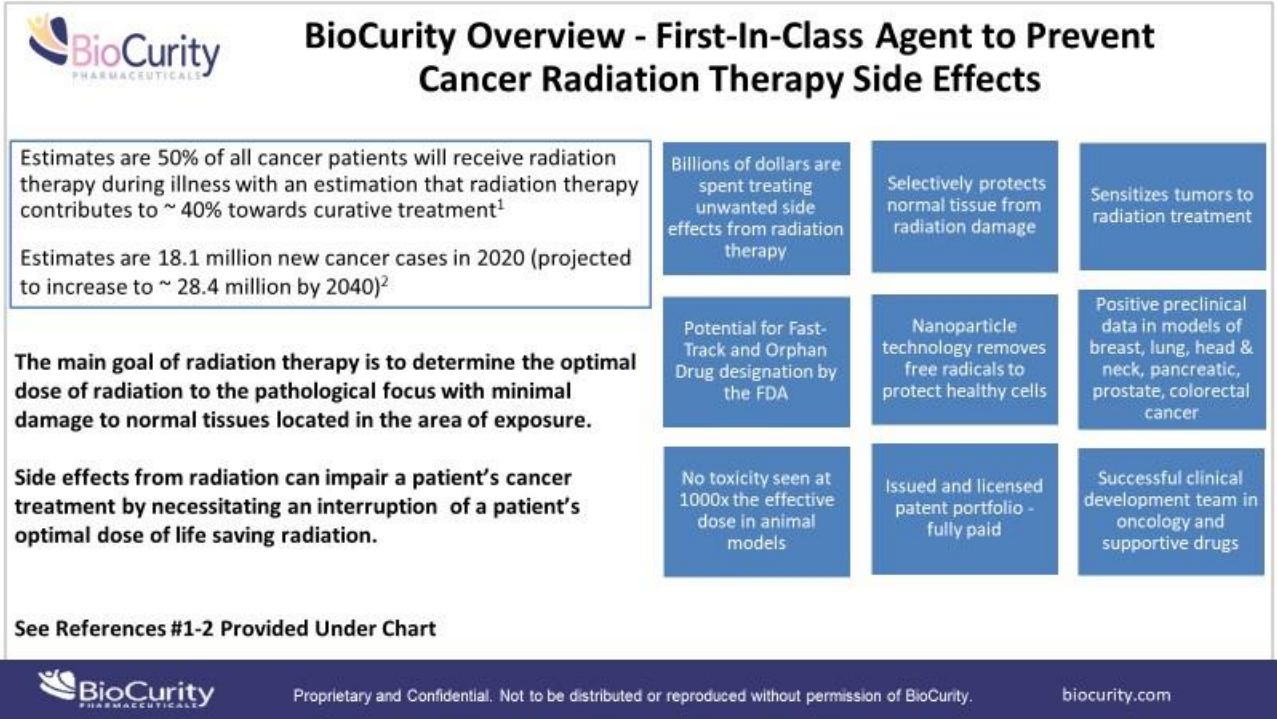 BioCurity
PHARMACEUTICALS
BioCurity Overview - First-In-Class Agent to Prevent
Cancer Radiation Therapy Side Effects
Estimates are 50% of all cancer patients will receive radiation
therapy during illness with an estimation that radiation therapy
contributes to ~ 40% towards curative treatment¹
Estimates are 18.1 million new cancer cases in 2020 (projected
to increase to ~ 28.4 million by 2040)²
The main goal of radiation therapy is to determine the optimal
dose of radiation to the pathological focus with minimal
damage to normal tissues located in the area of exposure.
Side effects from radiation can impair a patient’s cancer
treatment by necessitating an interruption of a patient’s
optimal dose of life saving radiation.
See References #1-2 Provided Under Chart
Billions of dollars are
spent treating
unwanted side
effects from radiation
therapy
Selectively protects
normal tissue from
radiation damage
Sensitizes tumors to
radiation treatment
Potential for Fast-
Track and Orphan
Drug designation by
the FDA
Nanoparticle
technology removes
free radicals to
protect healthy cells
Positive preclinical
data in models of
breast, lung, head &
neck, pancreatic,
prostate, colorectal
cancer
No toxicity seen at
1000x the effective
dose in animal
models
Issued and licensed
patent portfolio -
fully paid
Successful clinical
development team in
oncology and
supportive drugs
BioCurity
PHARMACEUTICALS
Proprietary and Confidential. Not to be distributed or reproduced without permission of BioCurity.
biocurity.com